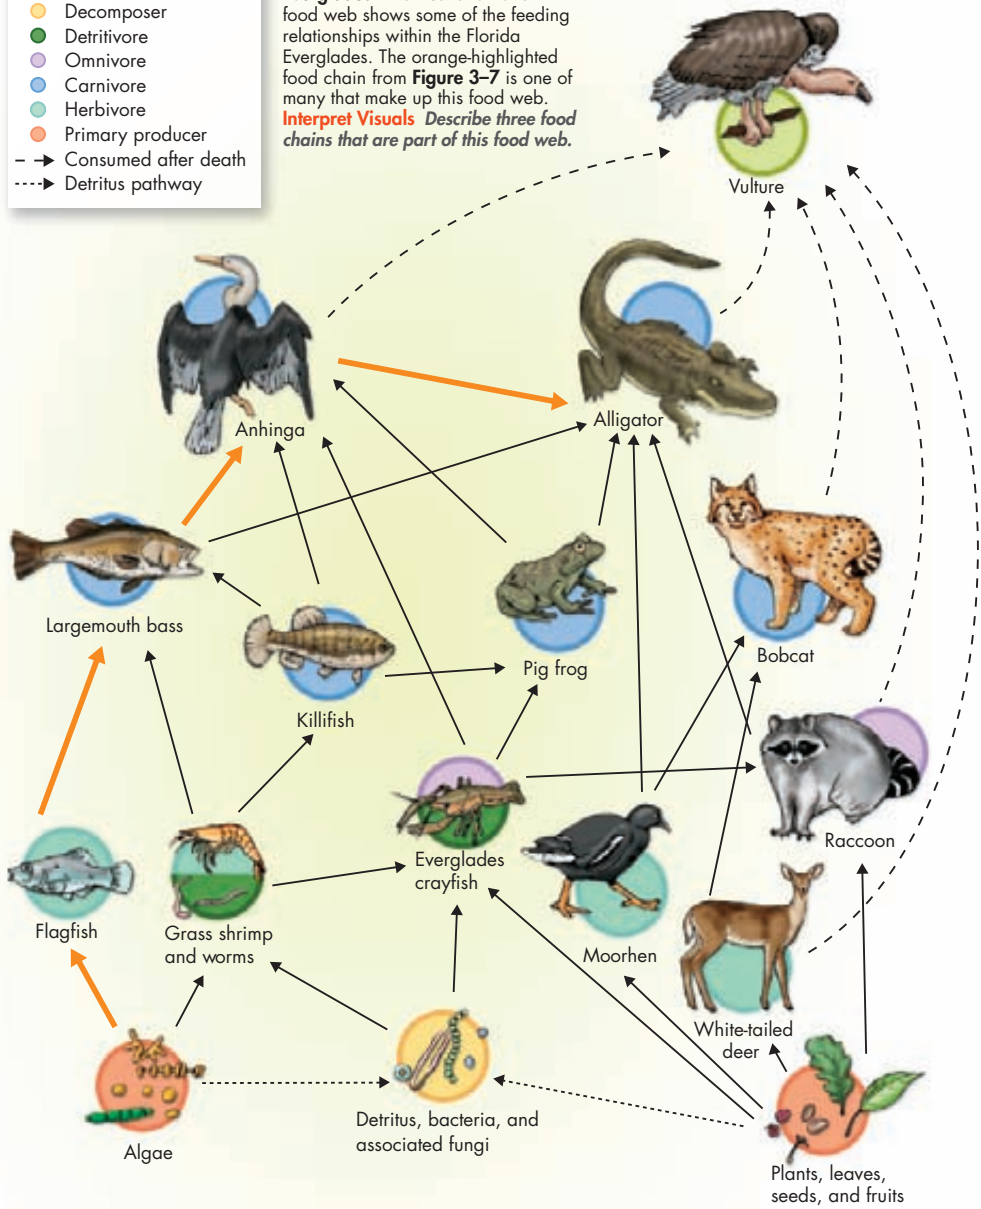 Decomposer
Detritivore
Omnivore
Carnivore
Herbivore
Primary producer
Consumed after death
Detritus pathway
food web shows some of the feeding
relationships within the Florida
Everglades. The orange-highlighted
food chain from Figure 3–7 is one of
many that make up this food web.
Interpret Visuals Describe three food
chains that are part of this food web.
Vulture
Anhinga
Alligator
Largemouth bass
Killifish
Pig frog
Bobcat
Raccoon
Everglades
crayfish
Flagfish
Grass shrimp
and worms
Moorhen
White-tailed
deer
Algae
Detritus, bacteria, and
associated fungi
Plants, leaves,
seeds, and fruits